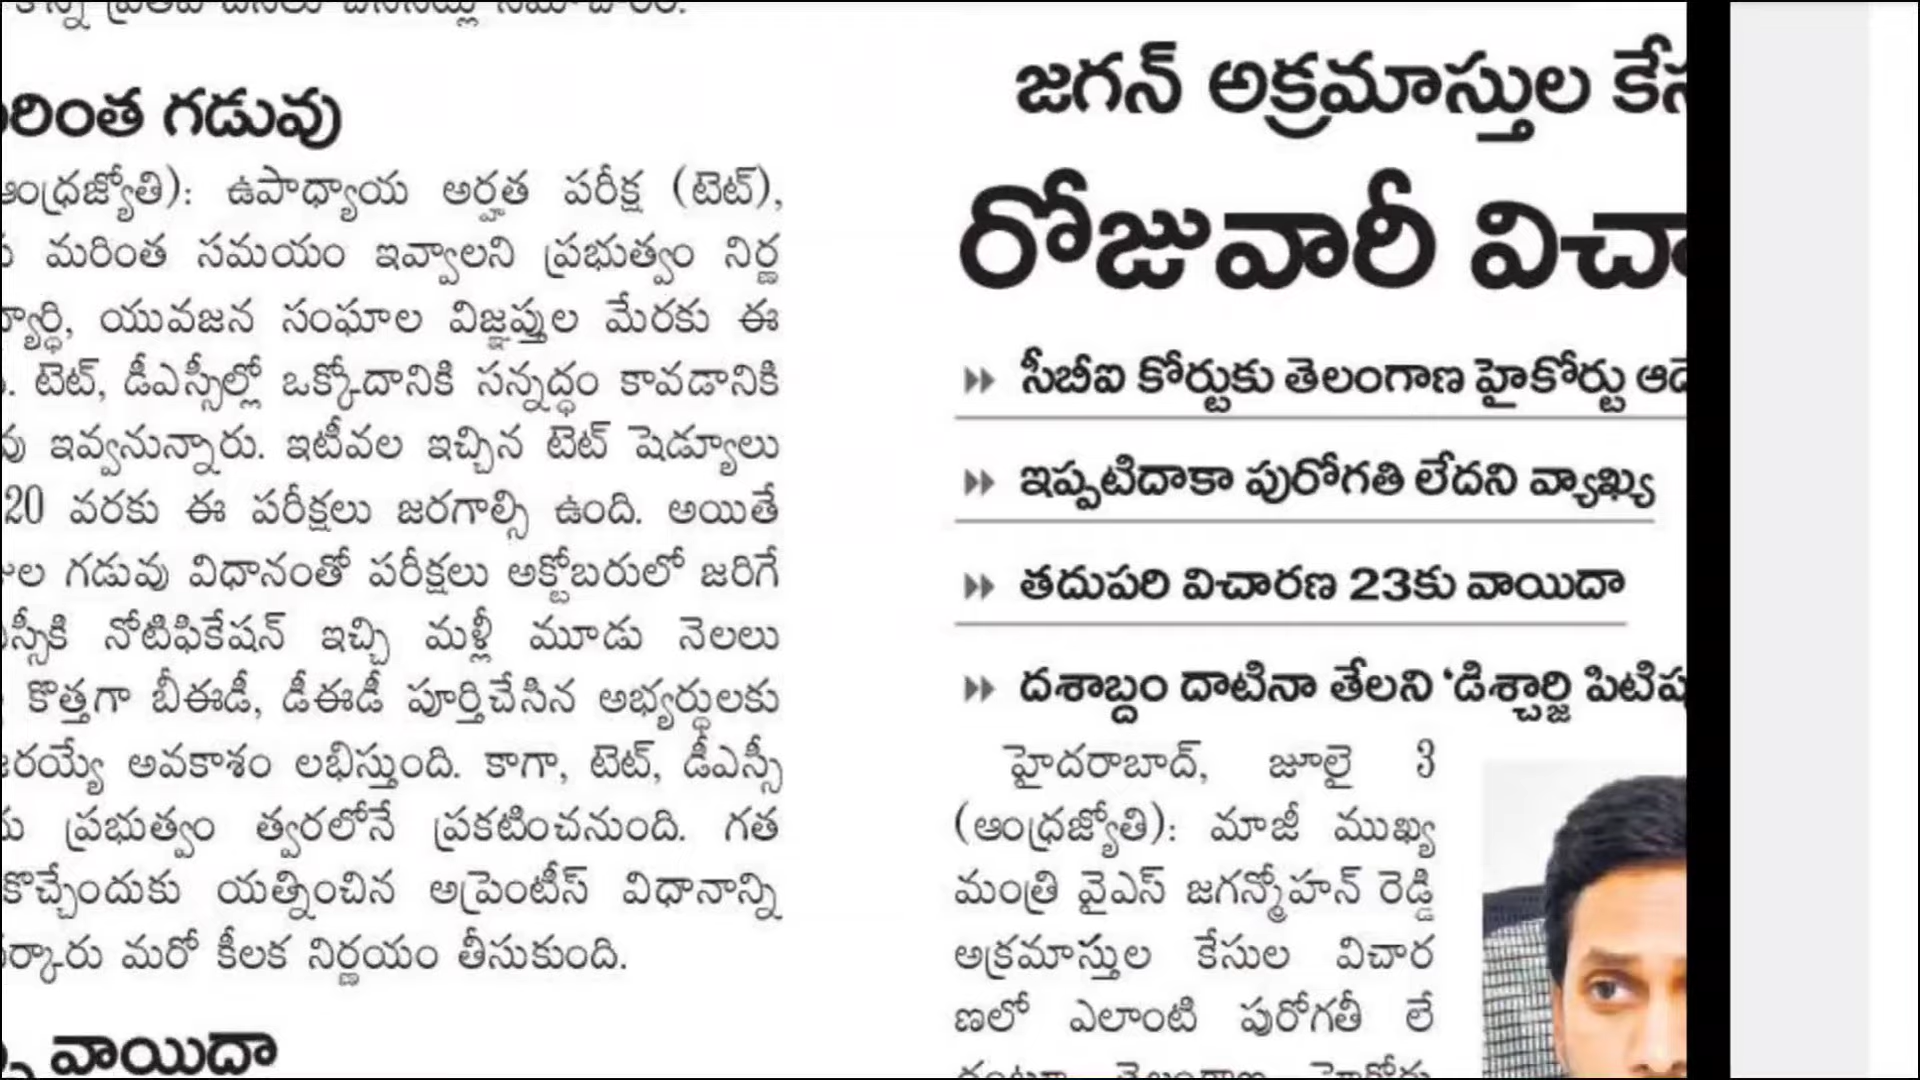 గడువు
ఆంధ్రజ్యోతి): ఉపాధ్యాయ అర్హత పరీక్ష (టెట్),
మరింత సమయం ఇవ్వాలని ప్రభుత్వం నిర్ణ
యువజన సంఘాల విజ్ఞప్తుల మేరకు ఈ
టెట్, డీఎస్సీల్లో ఒక్కోదానికి సన్నద్ధం కావడానికి
ఇవ్వనున్నారు. ఇటీవల ఇచ్చిన టెట్ షెడ్యూలు
20 వరకు ఈ పరీక్షలు జరగాల్సి ఉంది. అయితే
గడువు విధానంతో పరీక్షలు అక్టోబరులో జరిగే
నోటిఫికేషన్ ఇచ్చి మళ్లీ మూడు నెలలు
కొత్తగా బీఈడీ, డీఈడీ పూర్తిచేసిన అభ్యర్థులకు
అవకాశం లభిస్తుంది. కాగా, టెట్, డీఎస్సీ
ప్రభుత్వం త్వరలోనే ప్రకటించనుంది. గత
యత్నించిన అప్రెంటీస్ విధానాన్ని
మరో కీలక నిర్ణయం తీసుకుంది.
వాయిదా
జగన్ అక్రమాస్తుల
రోజువారీ
సీబీఐ కోర్టుకు తెలంగాణ హైకోర్టు
ఇప్పటిదాకా పురోగతి లేదని వ్యాఖ్య
తదుపరి విచారణ 23కు వాయిదా
దశాబ్దం దాటినా తేలని 'డిశ్చార్జి
హైదరాబాద్, జూలై 3
(ఆంధ్రజ్యోతి): మాజీ ముఖ్య
మంత్రి వైఎస్ జగన్మోహన్ రెడ్డి
అక్రమాస్తుల కేసుల విచార
ణలో ఎలాంటి పురోగతీ లే